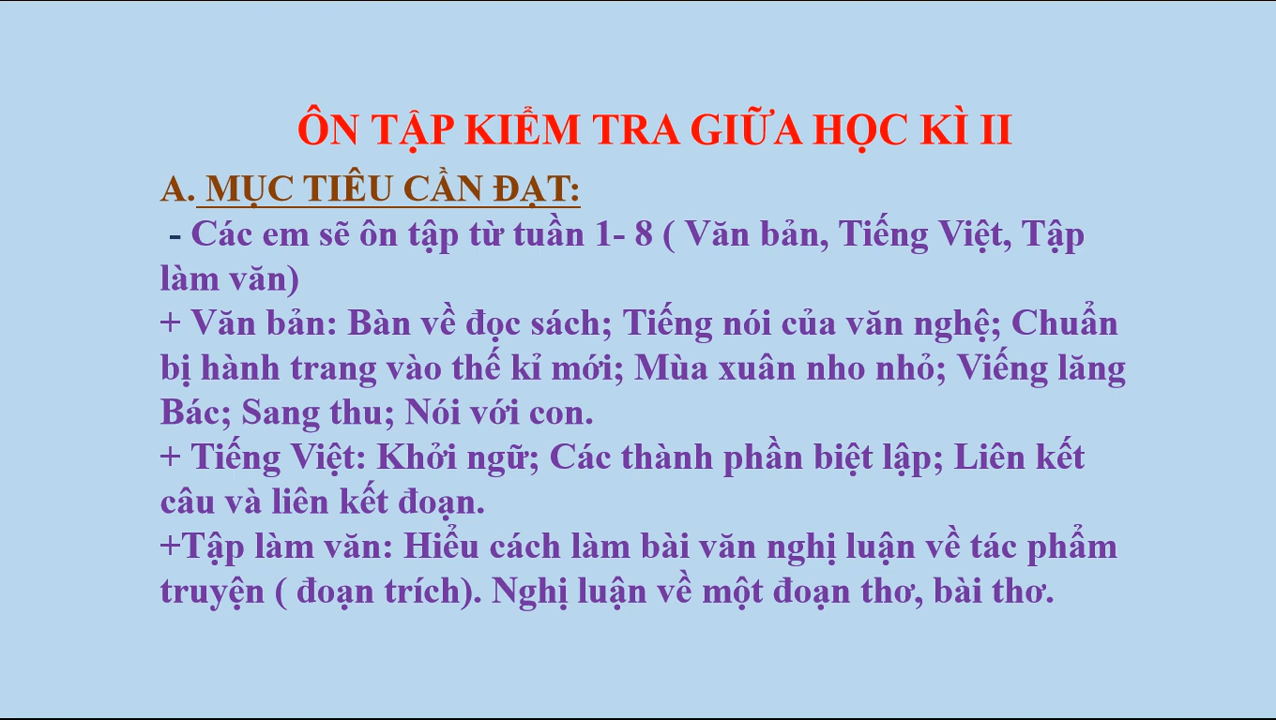 ÔN TẬP KIỂM TRA GIỮA HỌC KÌ II
A. MỤC TIÊU CẦN ĐẠT:
- Các em sẽ ôn tập từ tuần 1- 8 ( Văn bản, Tiếng Việt, Tập
làm văn)
+ Văn bản: Bàn về đọc sách; Tiếng nói của văn nghệ; Chuẩn
bị hành trang vào thế kỉ mới; Mùa xuân nho nhỏ; Viếng lăng
Bác; Sang thu; Nói với con.
+ Tiếng Việt: Khởi ngữ; Các thành phần biệt lập; Liên kết
câu và liên kết đoạn.
+Tập làm văn: Hiểu cách làm bài văn nghị luận về tác phẩm
truyện ( đoạn trích). Nghị luận về một đoạn thơ, bài thơ.